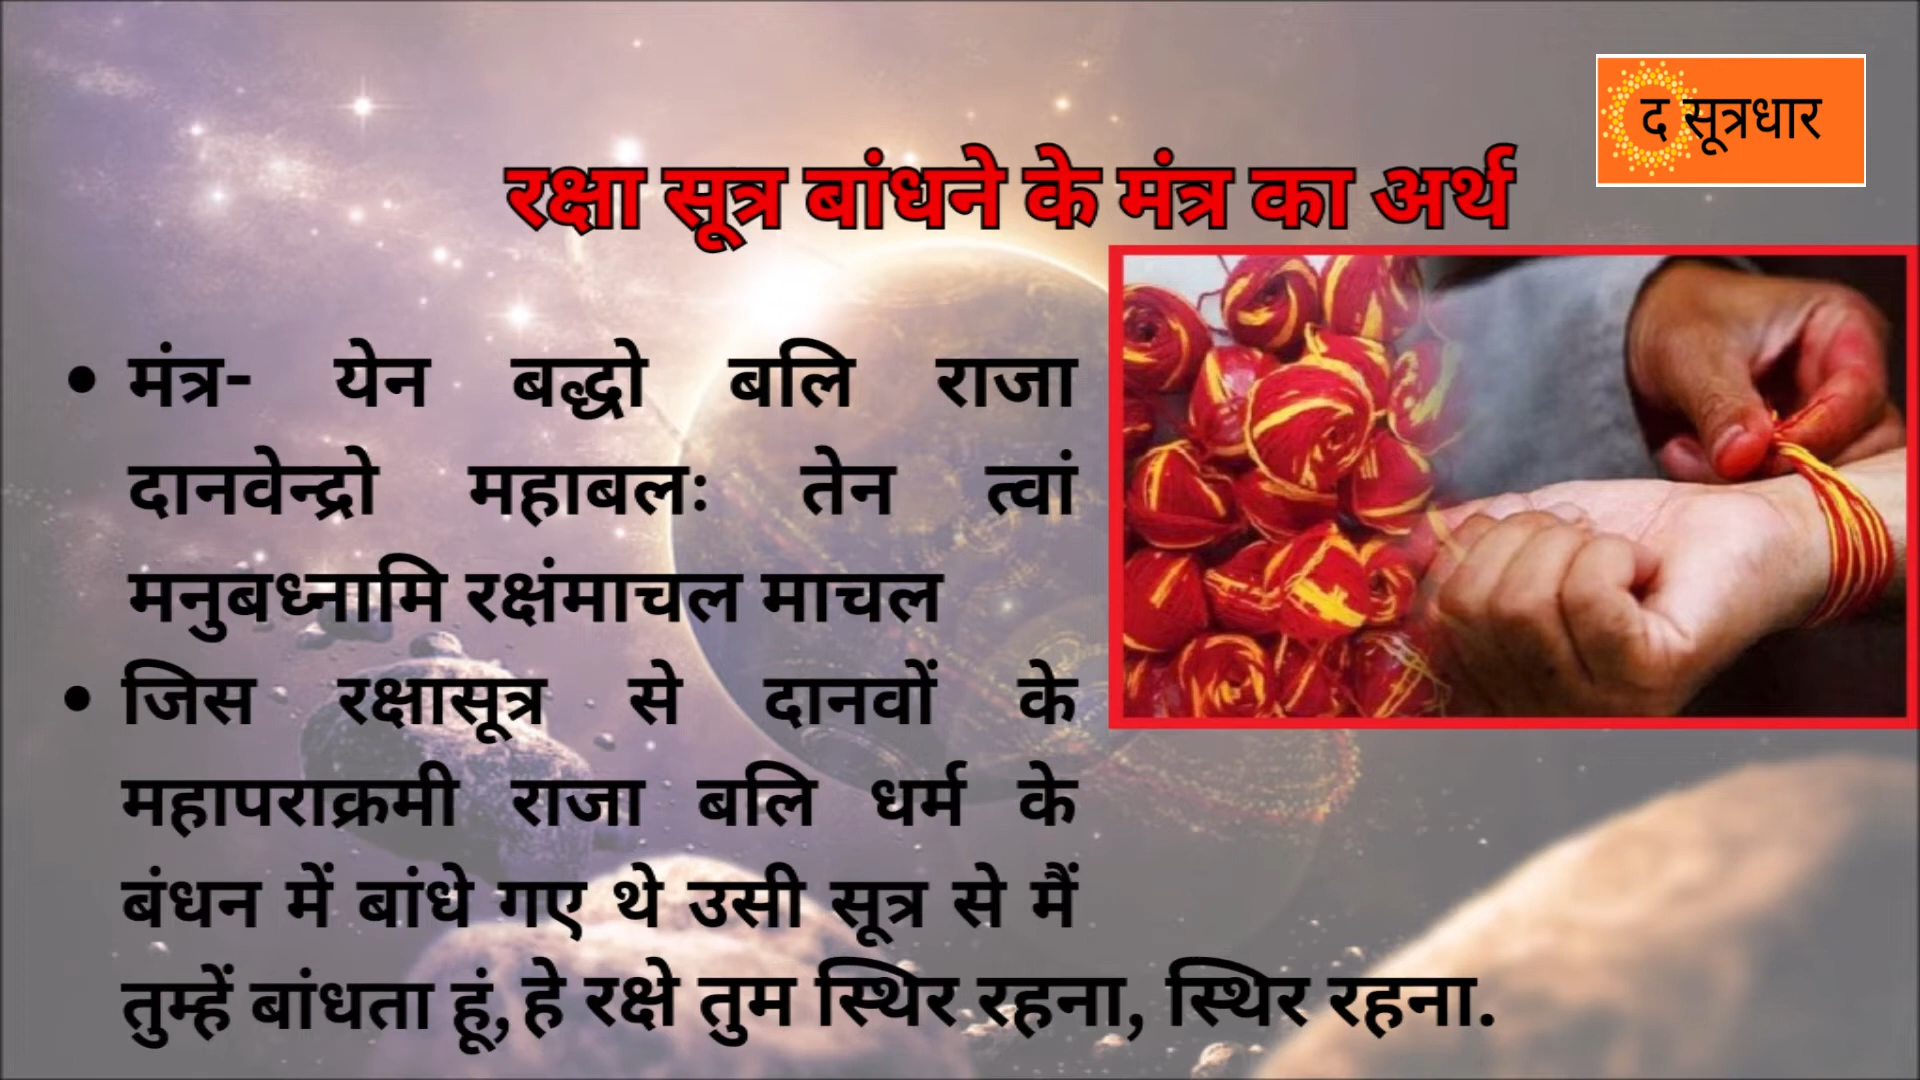 द सूत्रधार
रक्षा सूत्र बांधने के मंत्र का अर्थ
• मंत्र- येन बद्धो बलि राजा
दानवेन्द्रो महाबलः तेन त्वां
मनुबध्नामि रक्षंमाचल माचल
• जिस रक्षासूत्र से दानवों के
महापराक्रमी राजा बलि धर्म के
बंधन में बांधे गए थे उसी सूत्र से मैं
तुम्हें बांधता हूं, हे रक्षे तुम स्थिर रहना, स्थिर रहना.